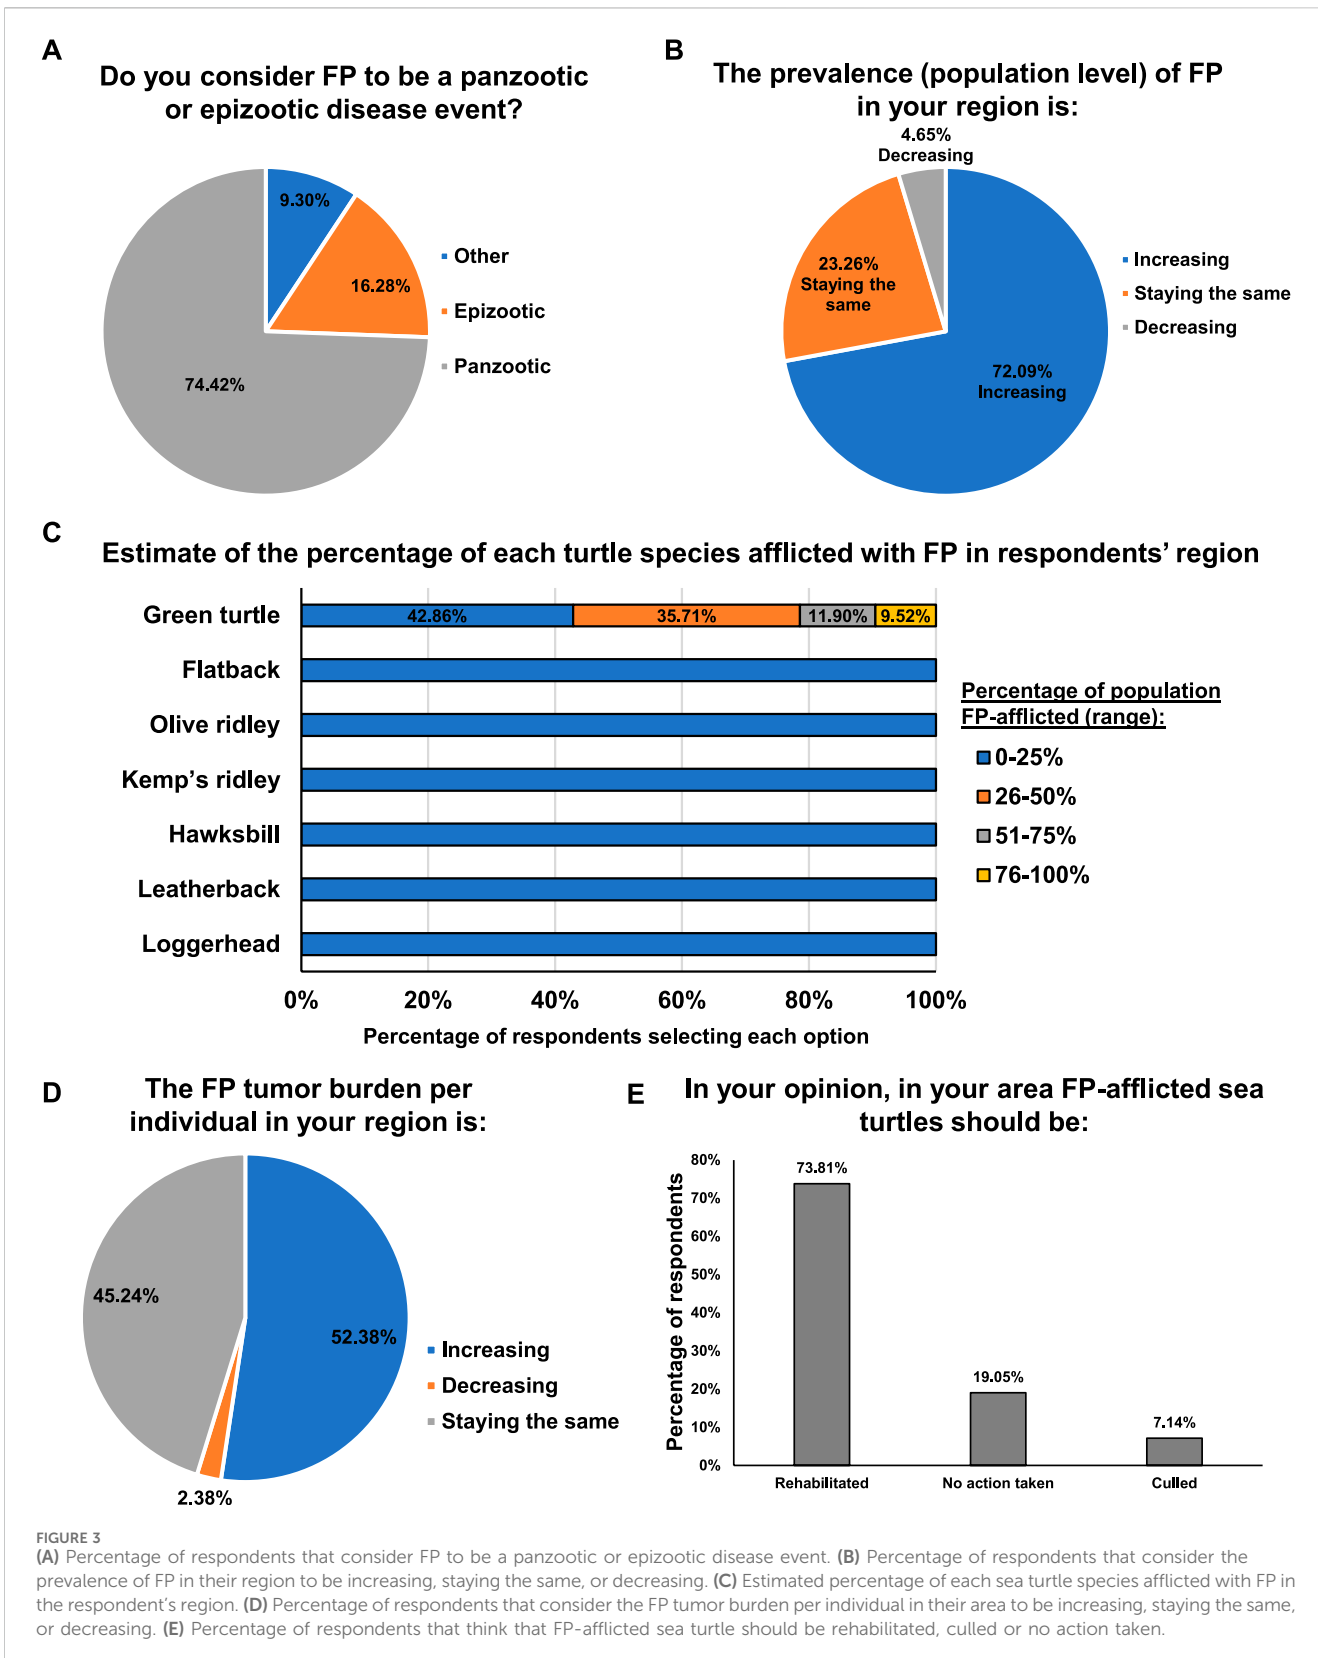 A
Do you consider FP to be a panzootic
or epizootic disease event?
9.30%
16.28%
74.42%
Other
Epizootic
Panzootic
B
The prevalence (population level) of FP
in your region is:
4.65%
Decreasing
23.26%
Staying the
same
72.09%
Increasing
Increasing
Staying the same
Decreasing
C
Estimate of the percentage of each turtle species afflicted with FP in respondents’ region
Green turtle
42.86%
35.71%
11.90%
9.52%
Flatback
Olive ridley
Kemp’s ridley
Hawksbill
Leatherback
Loggerhead
0%
20%
40%
60%
80%
100%
Percentage of respondents selecting each option
Percentage of population
FP-afflicted (range):
0-25%
26-50%
51-75%
76-100%
D
The FP tumor burden per
individual in your region is:
45.24%
52.38%
2.38%
Increasing
Decreasing
Staying the same
E
In your opinion, in your area FP-afflicted sea
turtles should be:
Percentage of respondents
80%
70%
60%
50%
40%
30%
20%
10%
0%
73.81%
19.05%
7.14%
Rehabilitated
No action taken
Culled
FIGURE 3
(A) Percentage of respondents that consider FP to be a panzootic or epizootic disease event. (B) Percentage of respondents that consider the
prevalence of FP in their region to be increasing, staying the same, or decreasing. (C) Estimated percentage of each sea turtle species afflicted with FP in
the respondent’s region. (D) Percentage of respondents that consider the FP tumor burden per individual in their area to be increasing, staying the same,
or decreasing. (E) Percentage of respondents that think that FP-afflicted sea turtle should be rehabilitated, culled or no action taken.